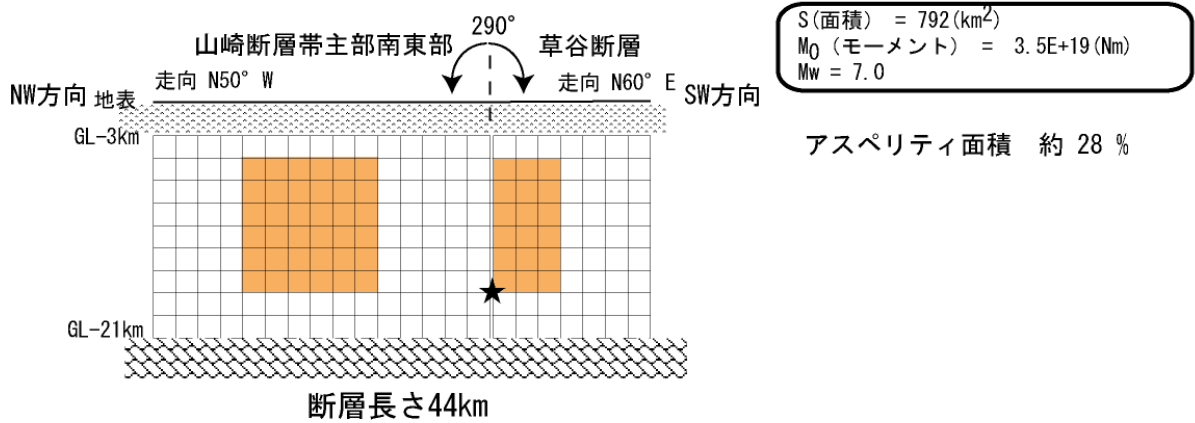 290°
山崎断層帯主部南東部
草谷断層
走向 N50° W
走向 N60° E
NW方向
地表
SW方向
GL-3km
GL-21km
断層長さ44km
S(面積) = 792(km²)
M₀ (モーメント) = 3.5E+19(Nm)
Mw = 7.0
アスペリティ面積 約 28 %